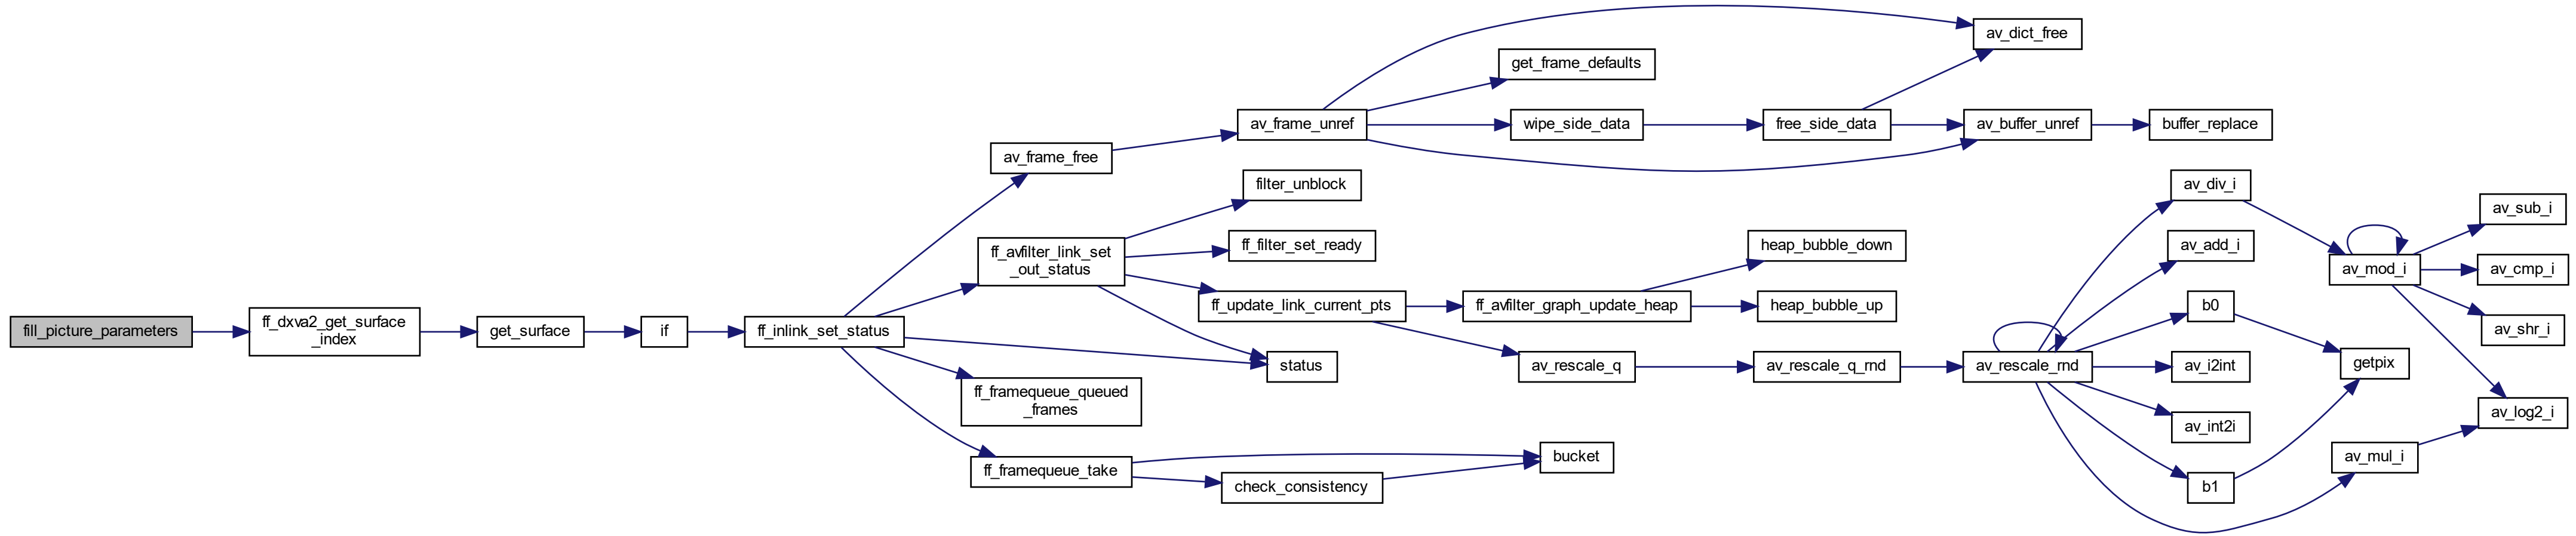 fill_picture_parameters
ff_dxva2_get_surface
_index
get_surface
if
ff_inlink_set_status
av_frame_free
ff_avfilter_link_set
_out_status
status
ff_framequeue_queued
_frames
ff_framequeue_take
av_frame_unref
filter_unblock
ff_filter_set_ready
ff_update_link_current_pts
bucket
check_consistency
av_dict_free
get_frame_defaults
wipe_side_data
free_side_data
av_buffer_unref
buffer_replace
heap_bubble_down
ff_avfilter_graph_update_heap
heap_bubble_up
av_rescale_q
av_rescale_q_rnd
av_rescale_rnd
av_div_i
av_add_i
b0
av_i2int
av_int2i
b1
av_mul_i
av_mod_i
getpix
av_sub_i
av_cmp_i
av_shr_i
av_log2_i